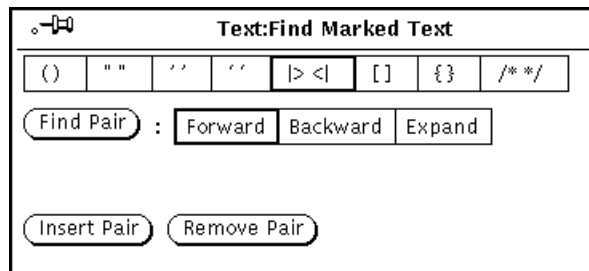 Text:Find Marked Text
() " " ' ' ` ` |> <| [] {} /* */
Find Pair : Forward Backward Expand
Insert Pair Remove Pair